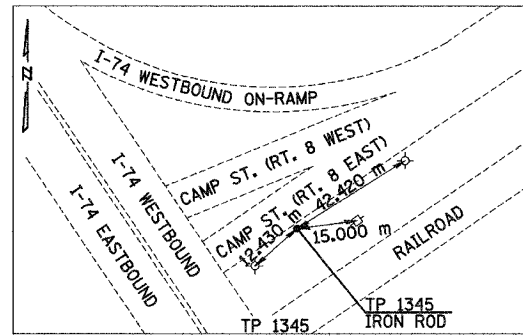 N
I-74 WESTBOUND ON-RAMP
I-74 WESTBOUND
I-74 EASTBOUND
CAMP ST. (RT. 8 WEST)
CAMP ST. (RT. 8 EAST)
12.430 m
42.420 m
15.000 m
RAILROAD
TP 1345
IRON ROD
TP 1345